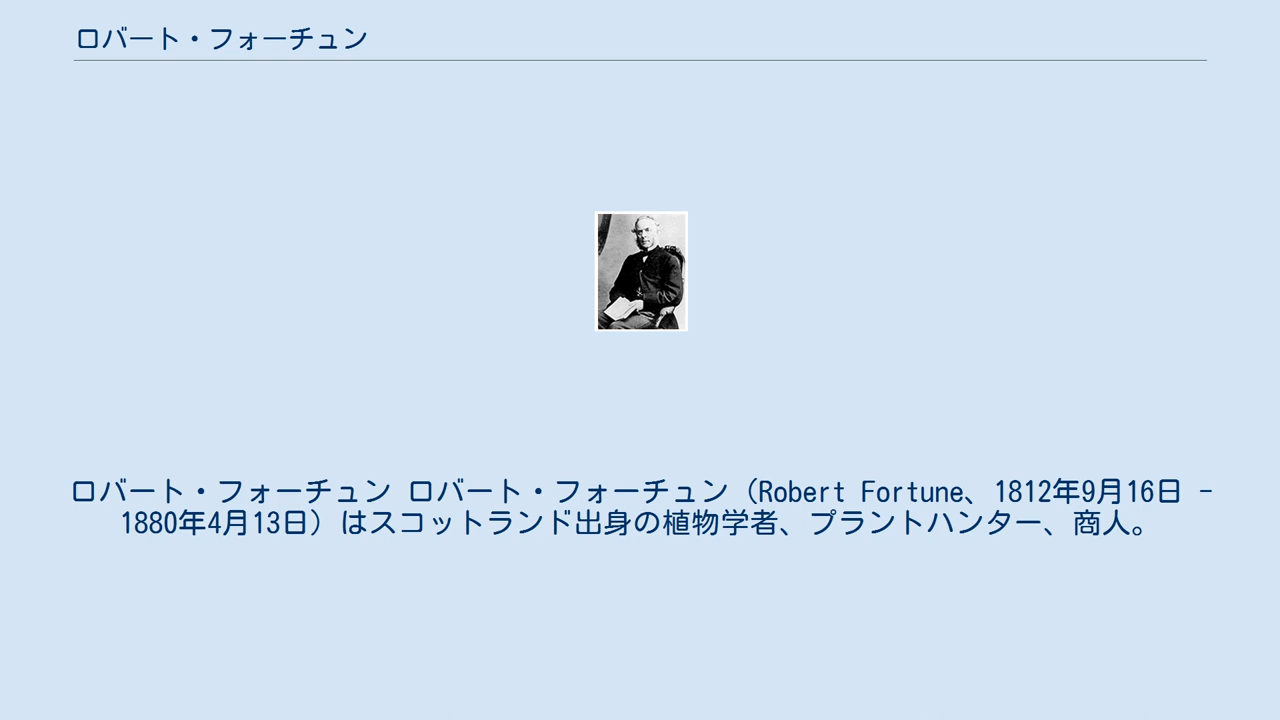 ロバート・フォーチュン
ロバート・フォーチュン ロバート・フォーチュン（Robert Fortune、1812年9月16日 -
1880年4月13日）はスコットランド出身の植物学者、プラントハンター、商人。